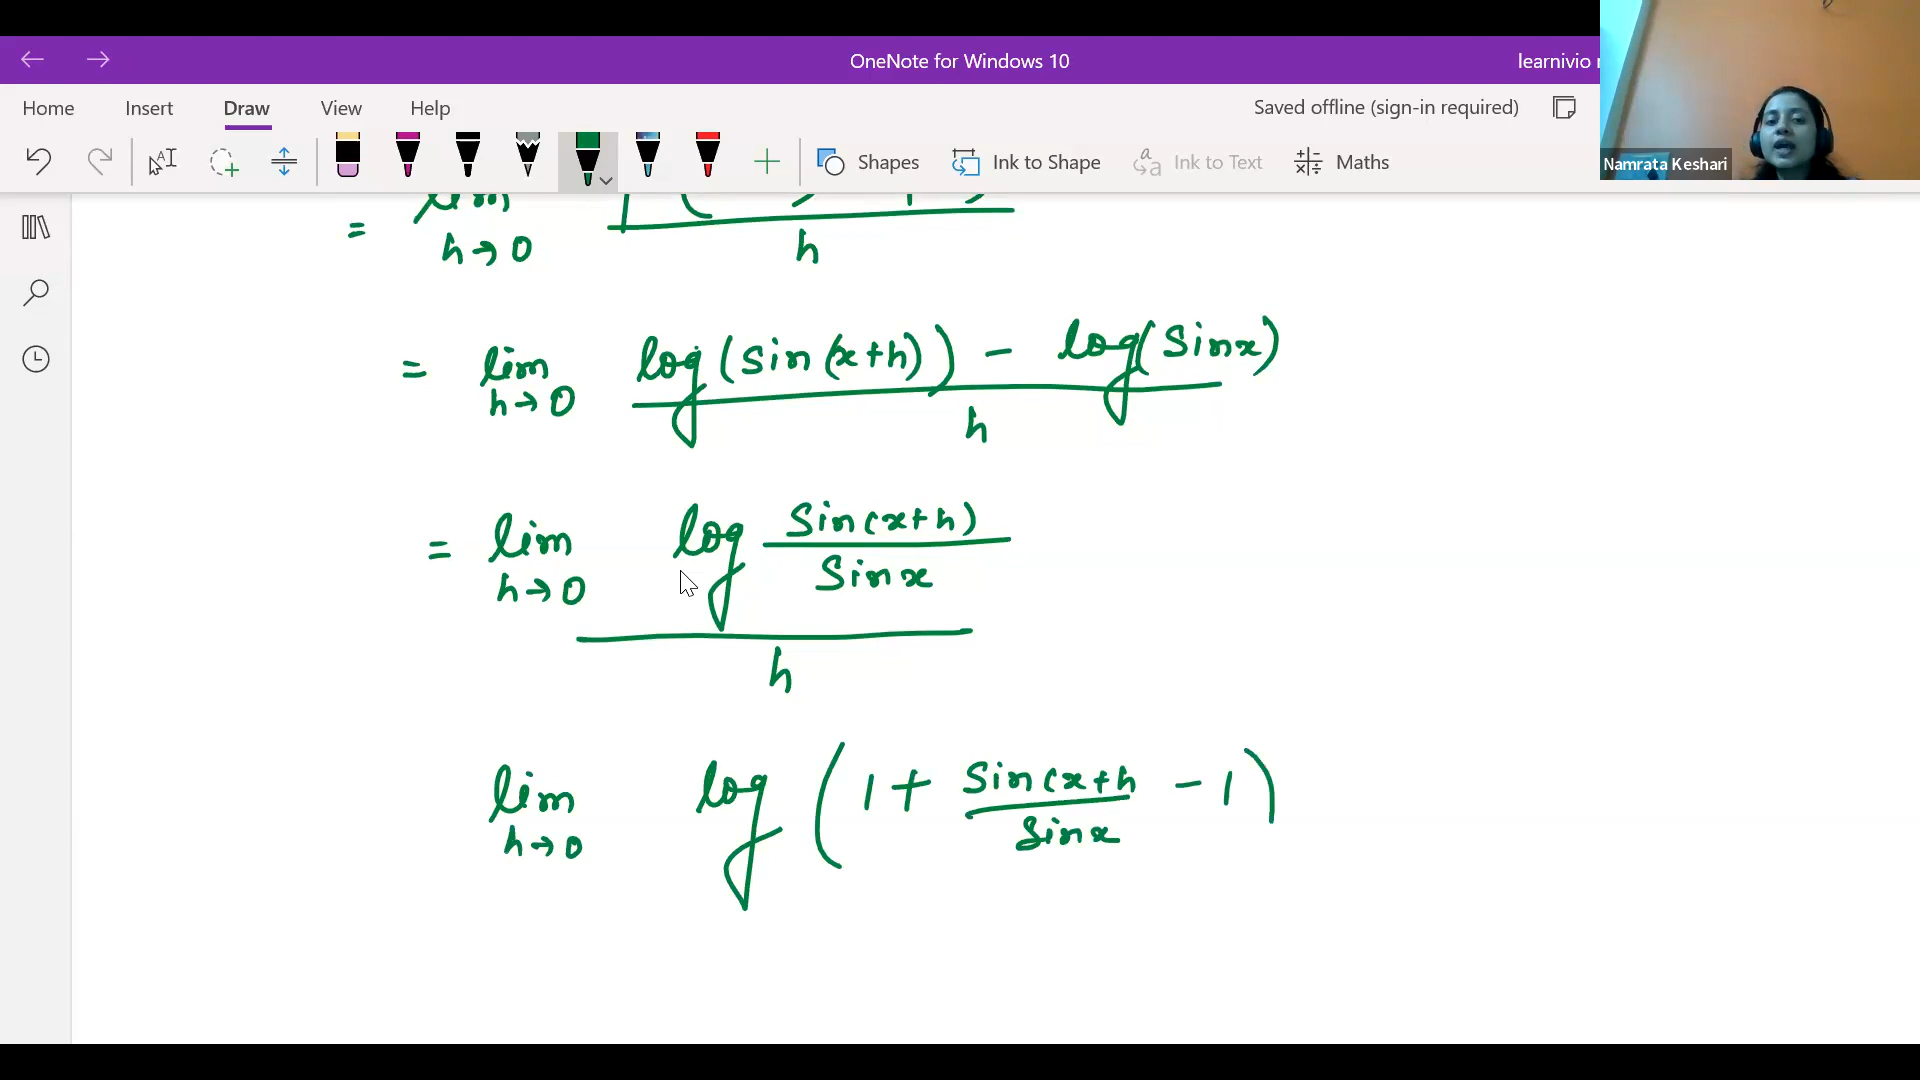 OneNote for Windows 10
learnivio
Home Insert Draw View Help
Saved offline (sign-in required)
Shapes Ink to Shape Ink to Text Maths
Namrata Keshari
= lim
h→0 h
= lim log(sin(x+h)) - log(sinx)
h→0 h
= lim log sin(x+h)
h→0 sinx
h
lim log (1 + sin(x+h - 1)
h→0 sinx